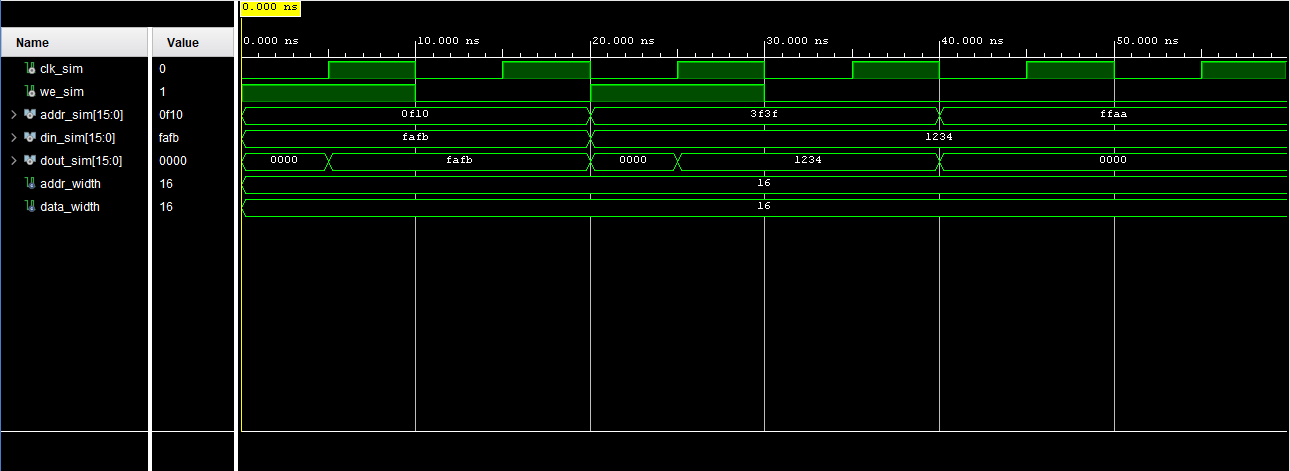 0.000 ns
Name Value
0.000 ns 10.000 ns 20.000 ns 30.000 ns 40.000 ns 50.000 ns
clk_sim 0
we_sim 1
addr_sim[15:0] 0f10 0f10 3f3f ffaa
din_sim[15:0] fafb fafb 1234
dout_sim[15:0] 0000 0000 fafb 0000 1234 0000
addr_width 16 16
data_width 16 16